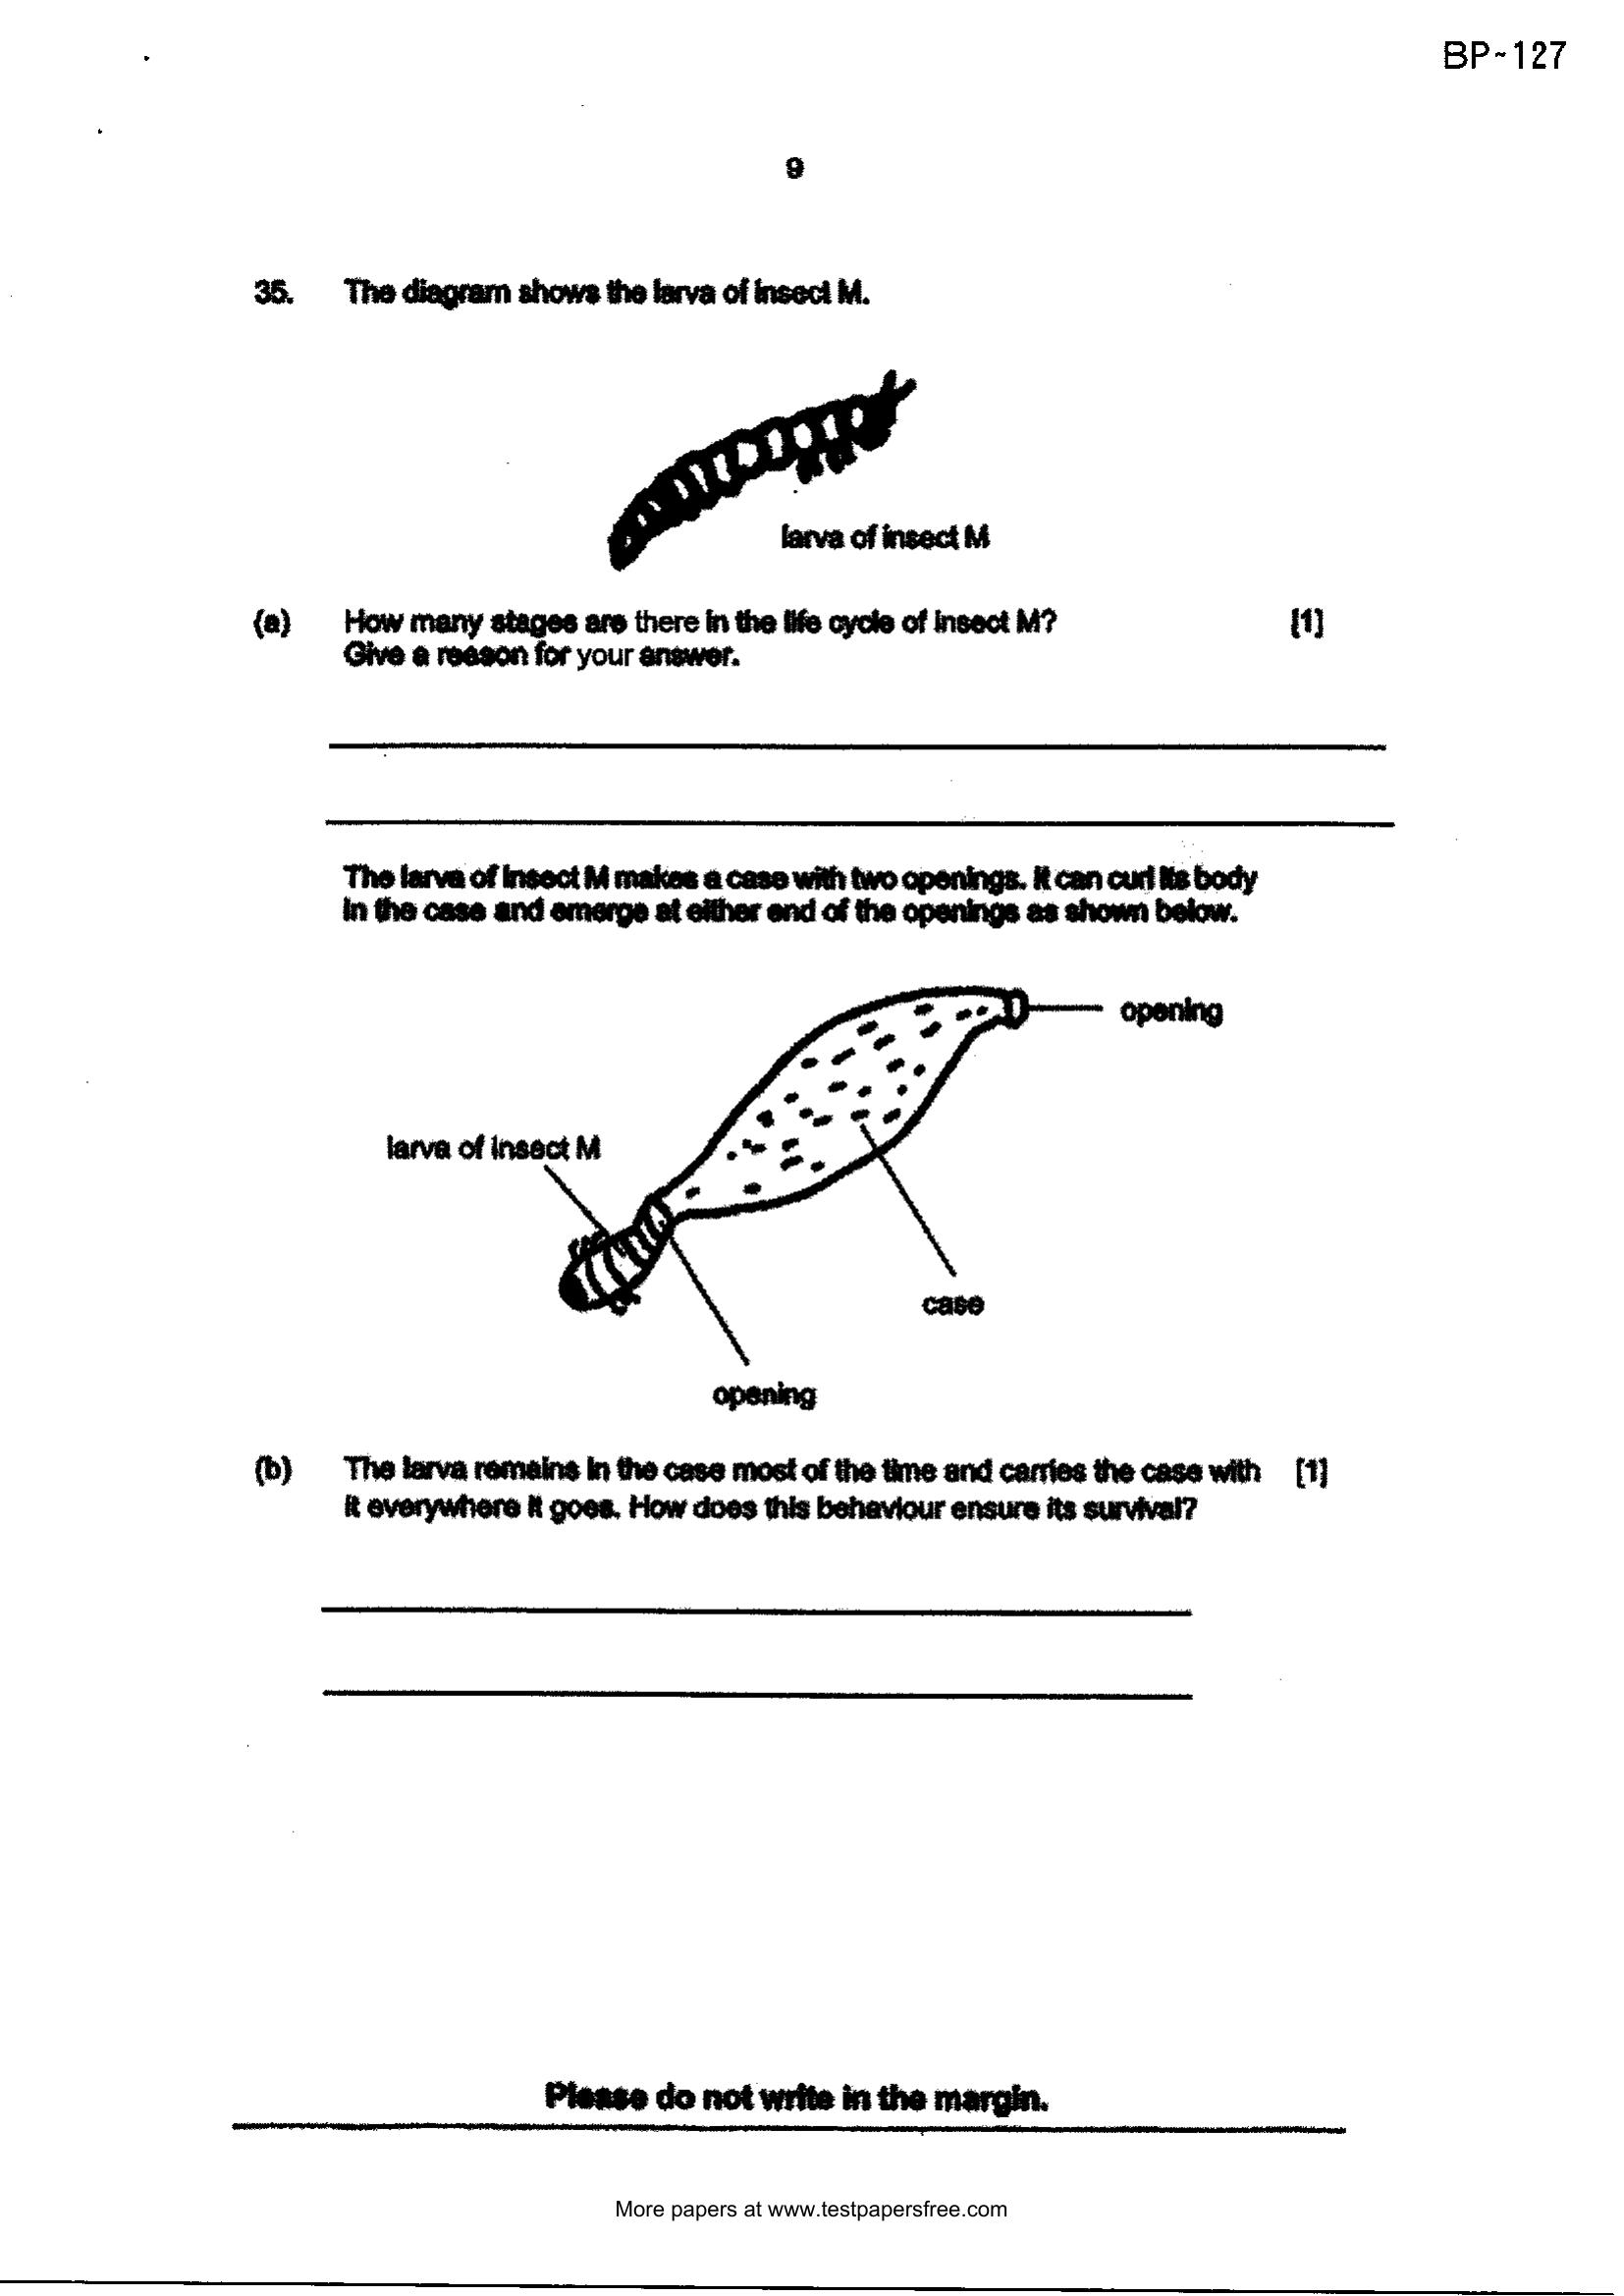 BP~127
9
35. The diagram shows the larva of insect M.
larva of insect M
(a) How many stages are there in the life cycle of insect M? [1]
Give a reason for your answer.
The larva of insect M makes a case with two openings. It can curl its body
in the case and emerge at either end of the openings as shown below.
opening
larva of insect M
case
opening
(b) The larva remains in the case most of the time and carries the case with [1]
it everywhere it goes. How does this behaviour ensure its survival?
Please do not write in the margin.
More papers at www.testpapersfree.com